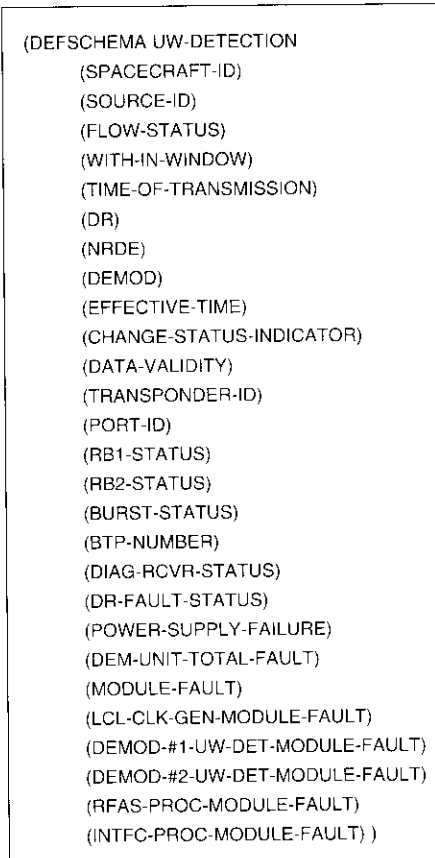 (DEFSCHEMA UW-DETECTION
(SPACECRAFT-ID)
(SOURCE-ID)
(FLOW-STATUS)
(WITH-IN-WINDOW)
(TIME-OF-TRANSMISSION)
(DR)
(NRDE)
(DEMOD)
(EFFECTIVE-TIME)
(CHANGE-STATUS-INDICATOR)
(DATA-VALIDITY)
(TRANSPONDER-ID)
(PORT-ID)
(RB1-STATUS)
(RB2-STATUS)
(BURST-STATUS)
(BTP-NUMBER)
(DIAG-RCVR-STATUS)
(DR-FAULT-STATUS)
(POWER-SUPPLY-FAILURE)
(DEM-UNIT-TOTAL-FAULT)
(MODULE-FAULT)
(LCL-CLK-GEN-MODULE-FAULT)
(DEMOD-#1-UW-DET-MODULE-FAULT)
(DEMOD-#2-UW-DET-MODULE-FAULT)
(RFAS-PROC-MODULE-FAULT)
(INTFC-PROC-MODULE-FAULT) )